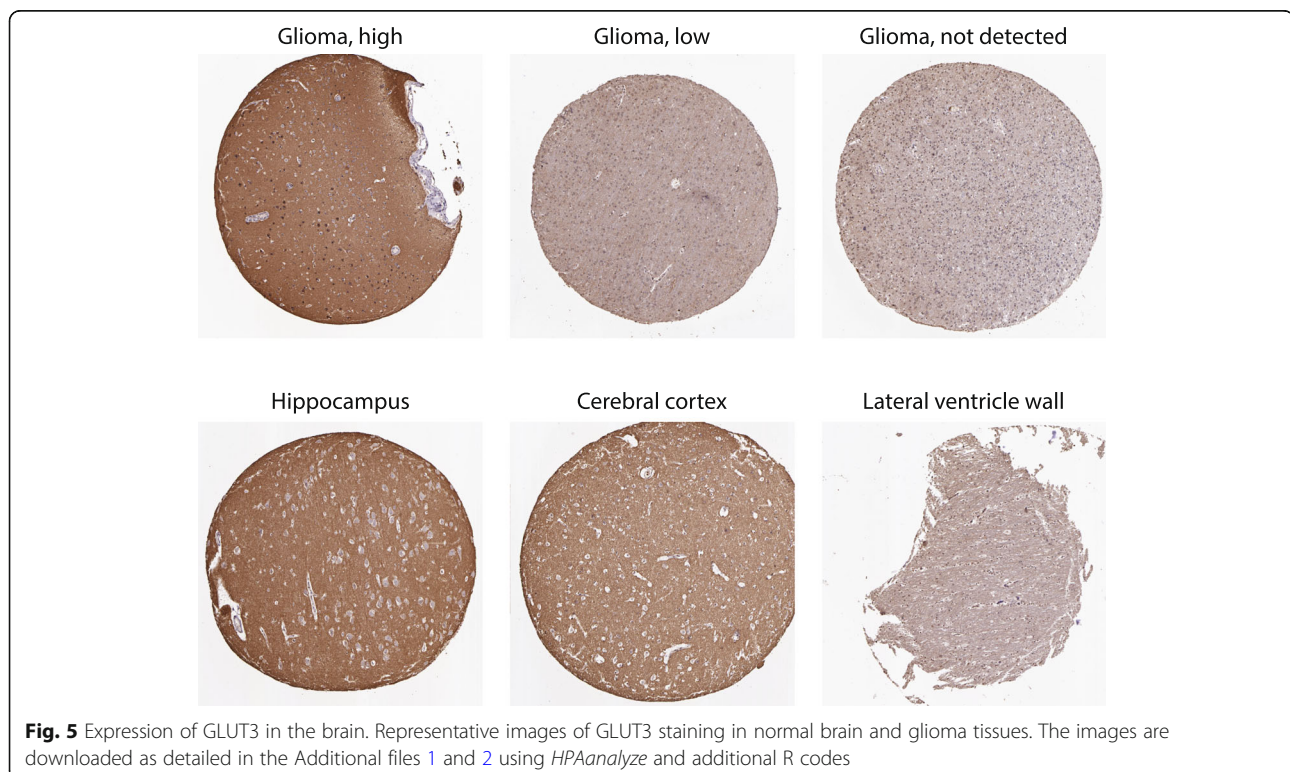 Glioma, high
Glioma, low
Glioma, not detected
Hippocampus
Cerebral cortex
Lateral ventricle wall
Fig. 5 Expression of GLUT3 in the brain. Representative images of GLUT3 staining in normal brain and glioma tissues. The images are
downloaded as detailed in the Additional files 1 and 2 using HPAanalyze and additional R codes